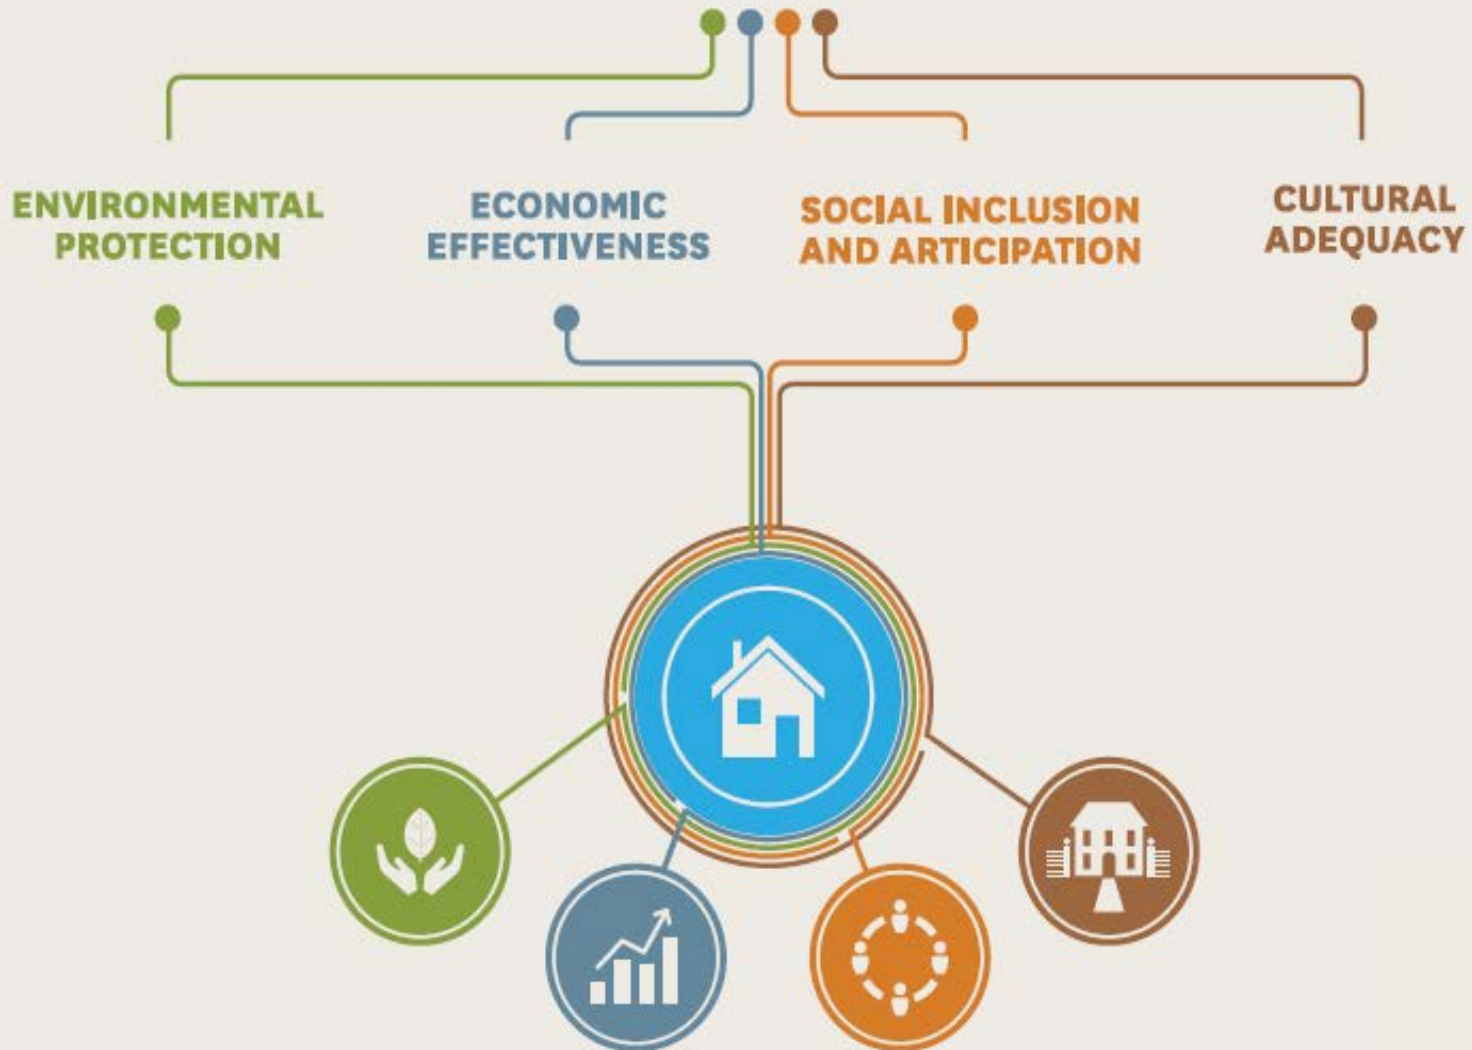 ENVIRONMENTAL
PROTECTION
ECONOMIC
EFFECTIVENESS
SOCIAL INCLUSION
AND ARTICIPATION
CULTURAL
ADEQUACY